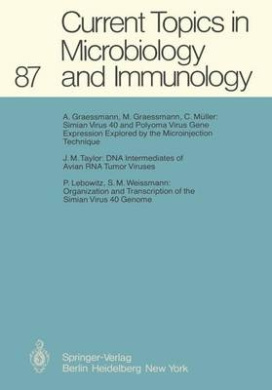 Current Topics in
Microbiology
87 and Immunology
A. Graessmann, M. Graessmann, C. Müller:
Simian Virus 40 and Polyoma Virus Gene
Expression Explored by the Microinjection
Technique
J. M. Taylor: DNA Intermediates of
Avian RNA Tumor Viruses
P. Lebowitz, S. M. Weissmann:
Organization and Transcription of the
Simian Virus 40 Genome
Springer-Verlag
Berlin Heidelberg New York